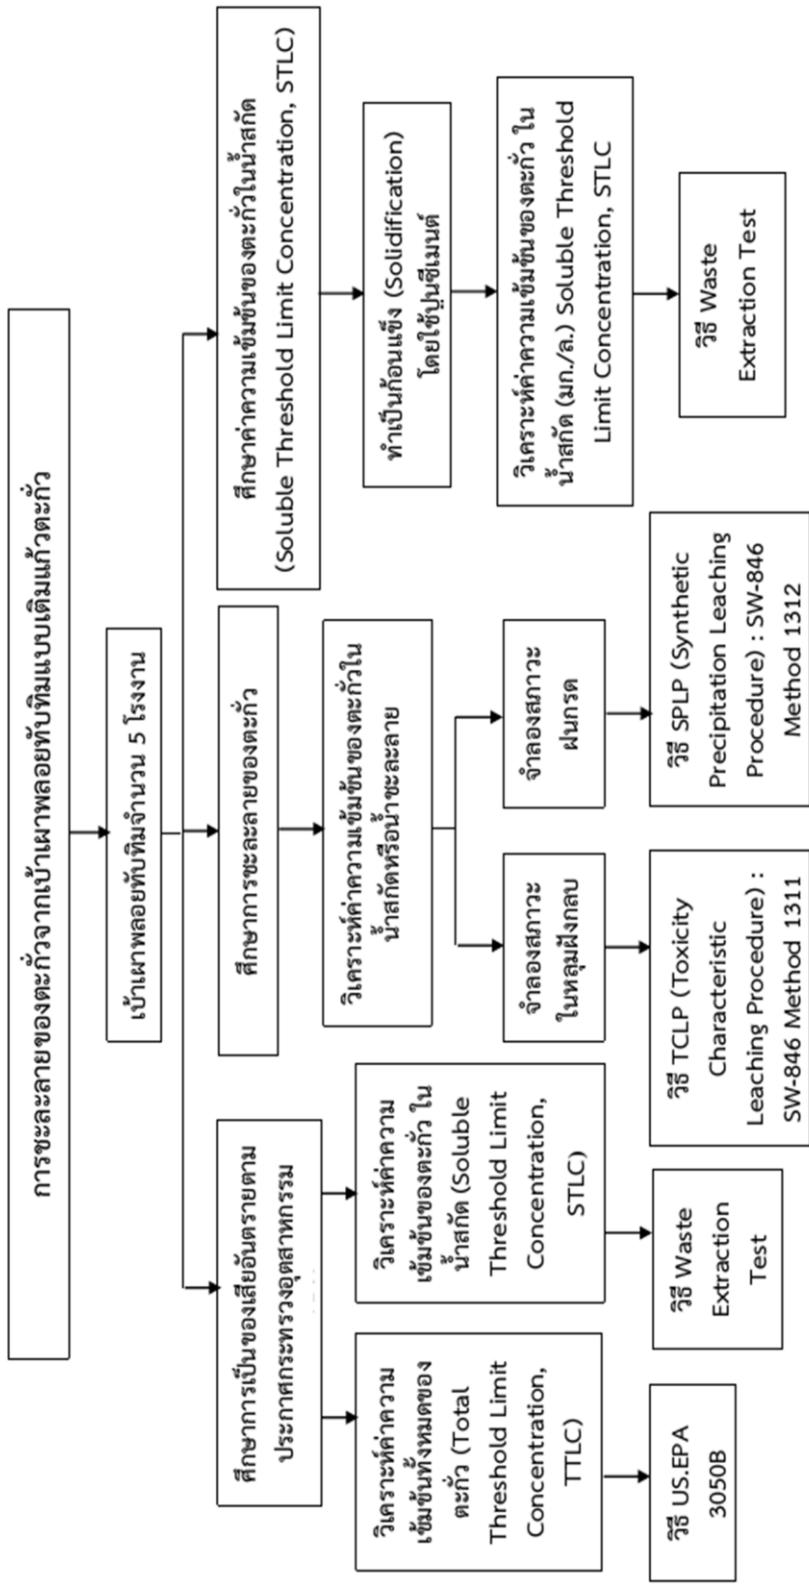 การชะละลายของตะกั่วจากเบ้าเผาพลอยทับทิมแบบเติมแก้วตะกั่ว
เบ้าเผาพลอยทับทิมจำนวน 5 โรงงาน
ศึกษาการเป็นของเสียอันตรายตาม
ประกาศกระทรวงอุตสาหกรรม
วิเคราะห์ค่าความ
เข้มข้นทั้งหมดของ
ตะกั่ว (Total
Threshold Limit
Concentration,
TTLC)
วิธี US.EPA
3050B
วิเคราะห์ค่าความ
เข้มข้นของตะกั่ว ใน
น้ำสกัด (Soluble
Threshold Limit
Concentration,
STLC)
วิธี Waste
Extraction
Test
ศึกษาการชะละลายของตะกั่ว
วิเคราะห์ค่าความเข้มข้นของตะกั่วใน
น้ำสกัดหรือน้ำชะละลาย
จำลองสภาวะ
ในหลุมฝังกลบ
วิธี TCLP (Toxicity
Characteristic
Leaching Procedure) :
SW-846 Method 1311
จำลองสภาวะ
ฝนกรด
วิธี SPLP (Synthetic
Precipitation Leaching
Procedure) : SW-846
Method 1312
ศึกษาค่าความเข้มข้นของตะกั่วในน้ำสกัด
(Soluble Threshold Limit Concentration, STLC)
ทำเป็นก้อนแข็ง (Solidification)
โดยใช้ปูนซีเมนต์
วิเคราะห์ค่าความเข้มข้นของตะกั่ว ใน
น้ำสกัด (มก./ล.) Soluble Threshold
Limit Concentration, STLC
วิธี Waste
Extraction Test